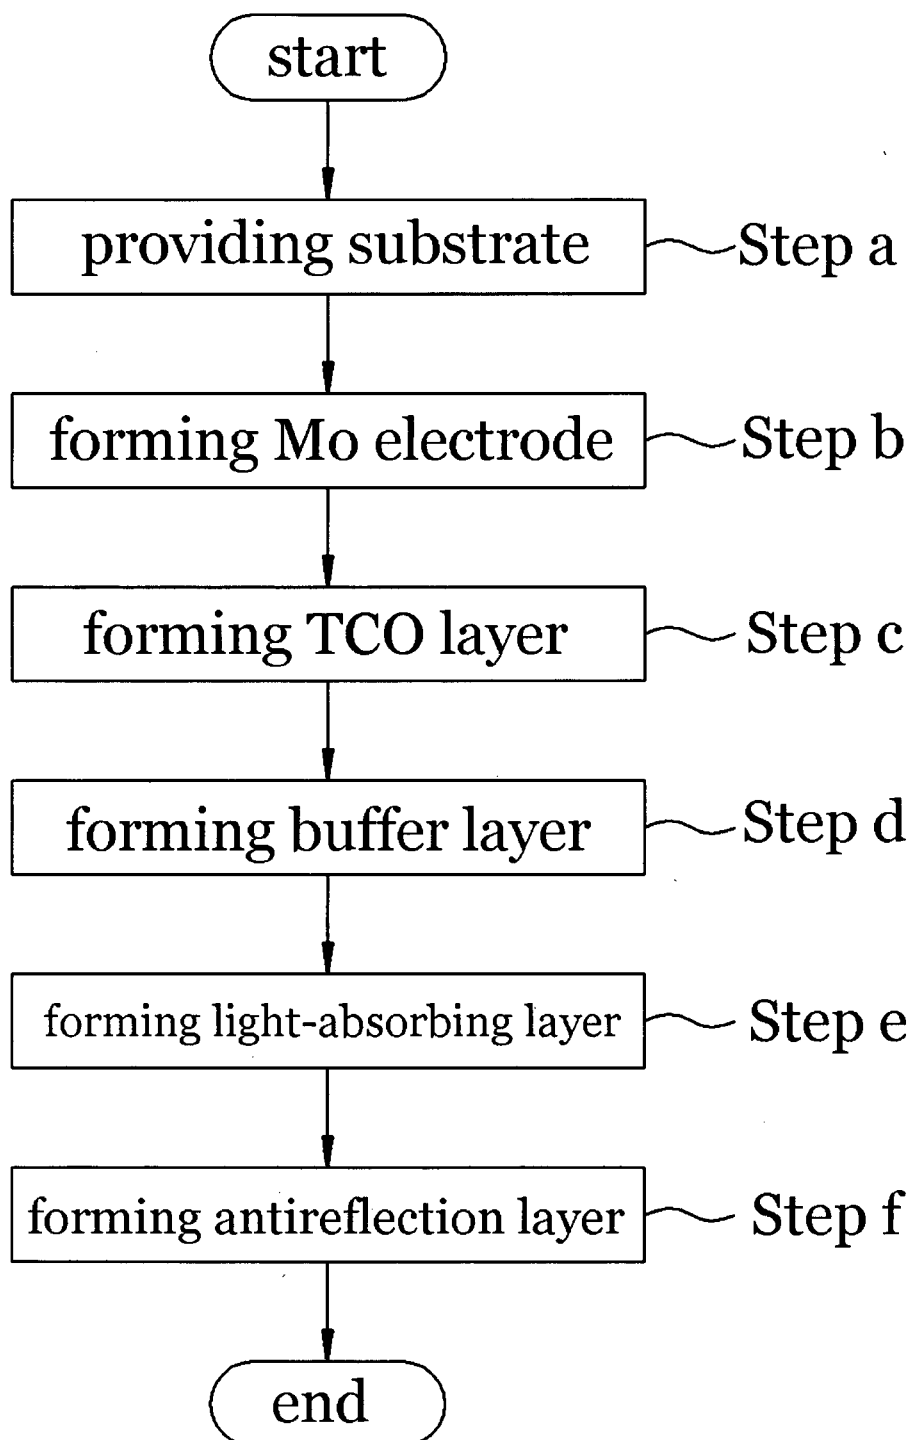 start
providing substrate
Step a
forming Mo electrode
Step b
forming TCO layer
Step c
forming buffer layer
Step d
forming light-absorbing layer
Step e
forming antireflection layer
Step f
end